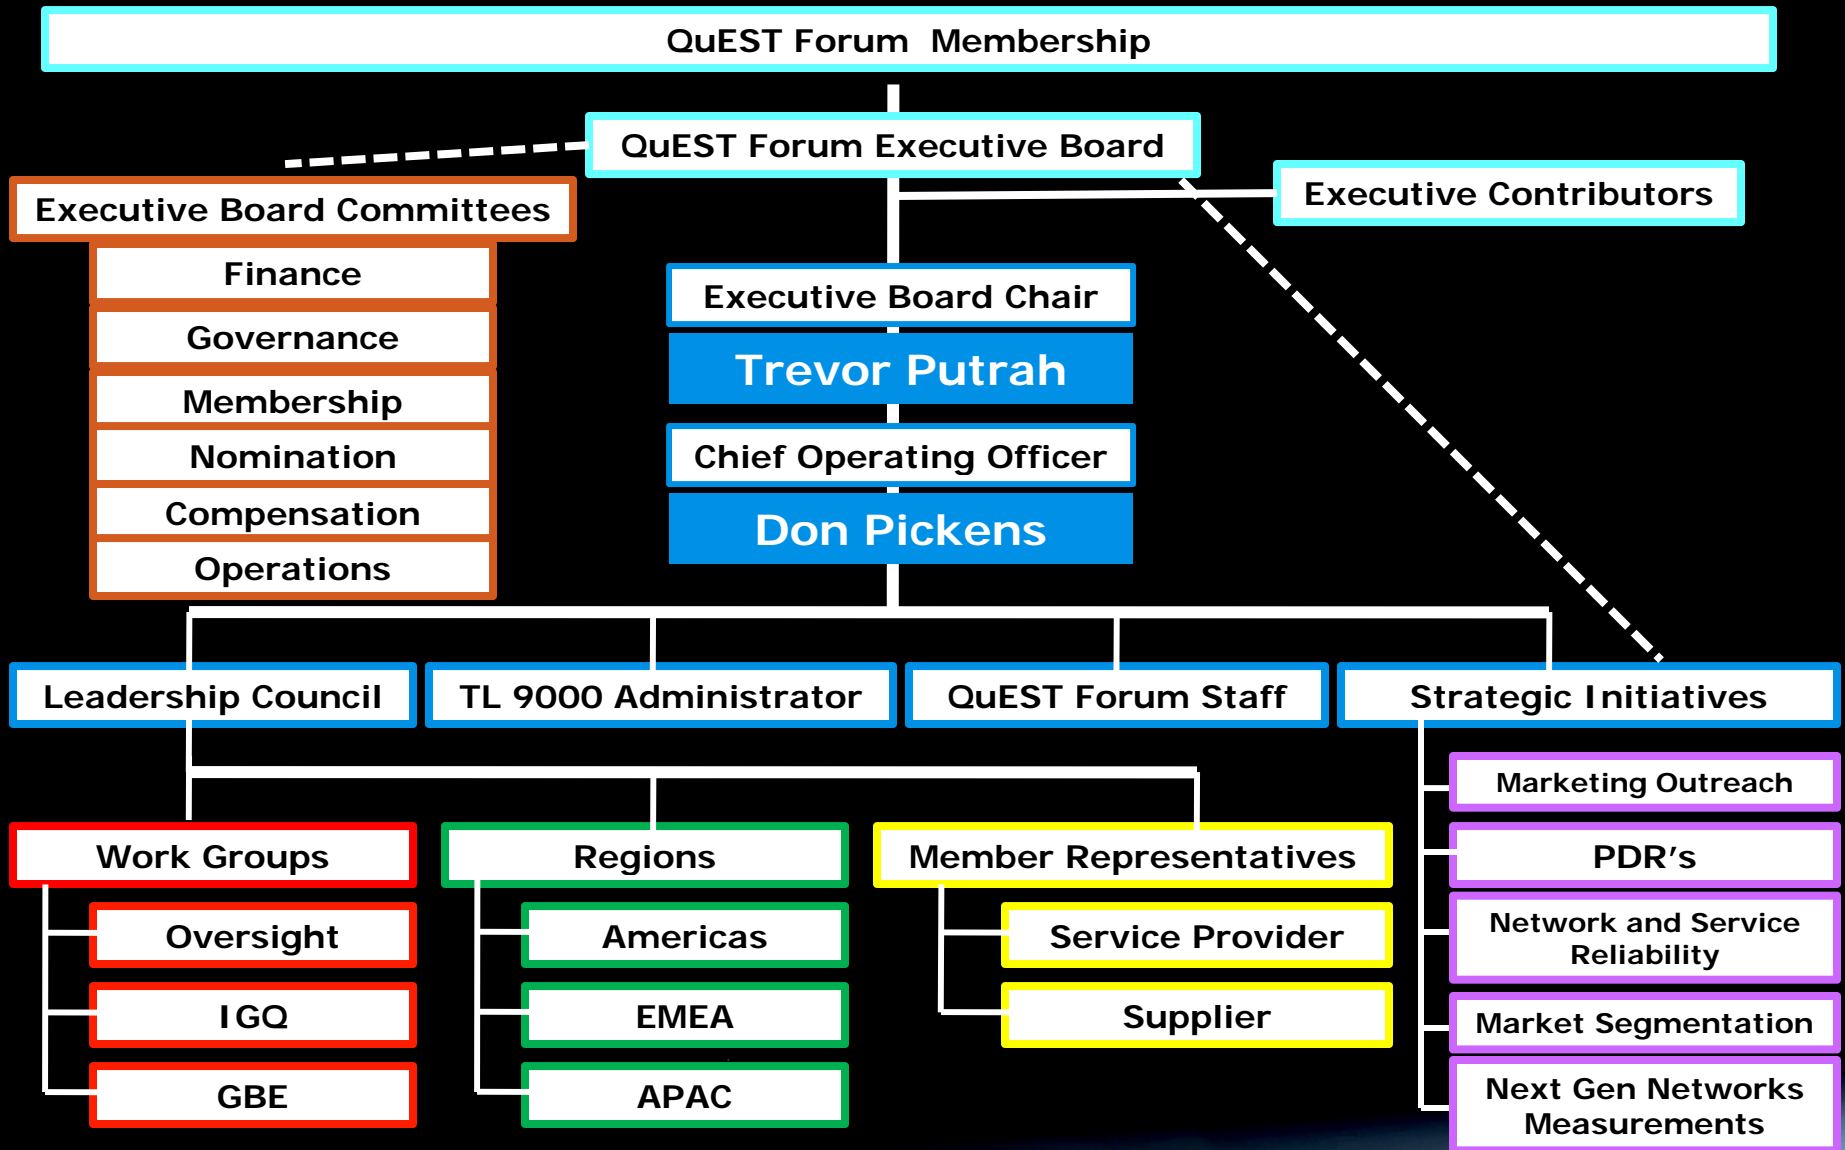 QuEST Forum Membership
QuEST Forum Executive Board
Executive Contributors
Executive Board Committees
Finance
Governance
Membership
Nomination
Compensation
Operations
Executive Board Chair
Trevor Putrah
Chief Operating Officer
Don Pickens
Leadership Council
TL 9000 Administrator
QuEST Forum Staff
Strategic Initiatives
Work Groups
Oversight
IGQ
GBE
Regions
Americas
EMEA
APAC
Member Representatives
Service Provider
Supplier
Marketing Outreach
PDR's
Network and Service
Reliability
Market Segmentation
Next Gen Networks
Measurements